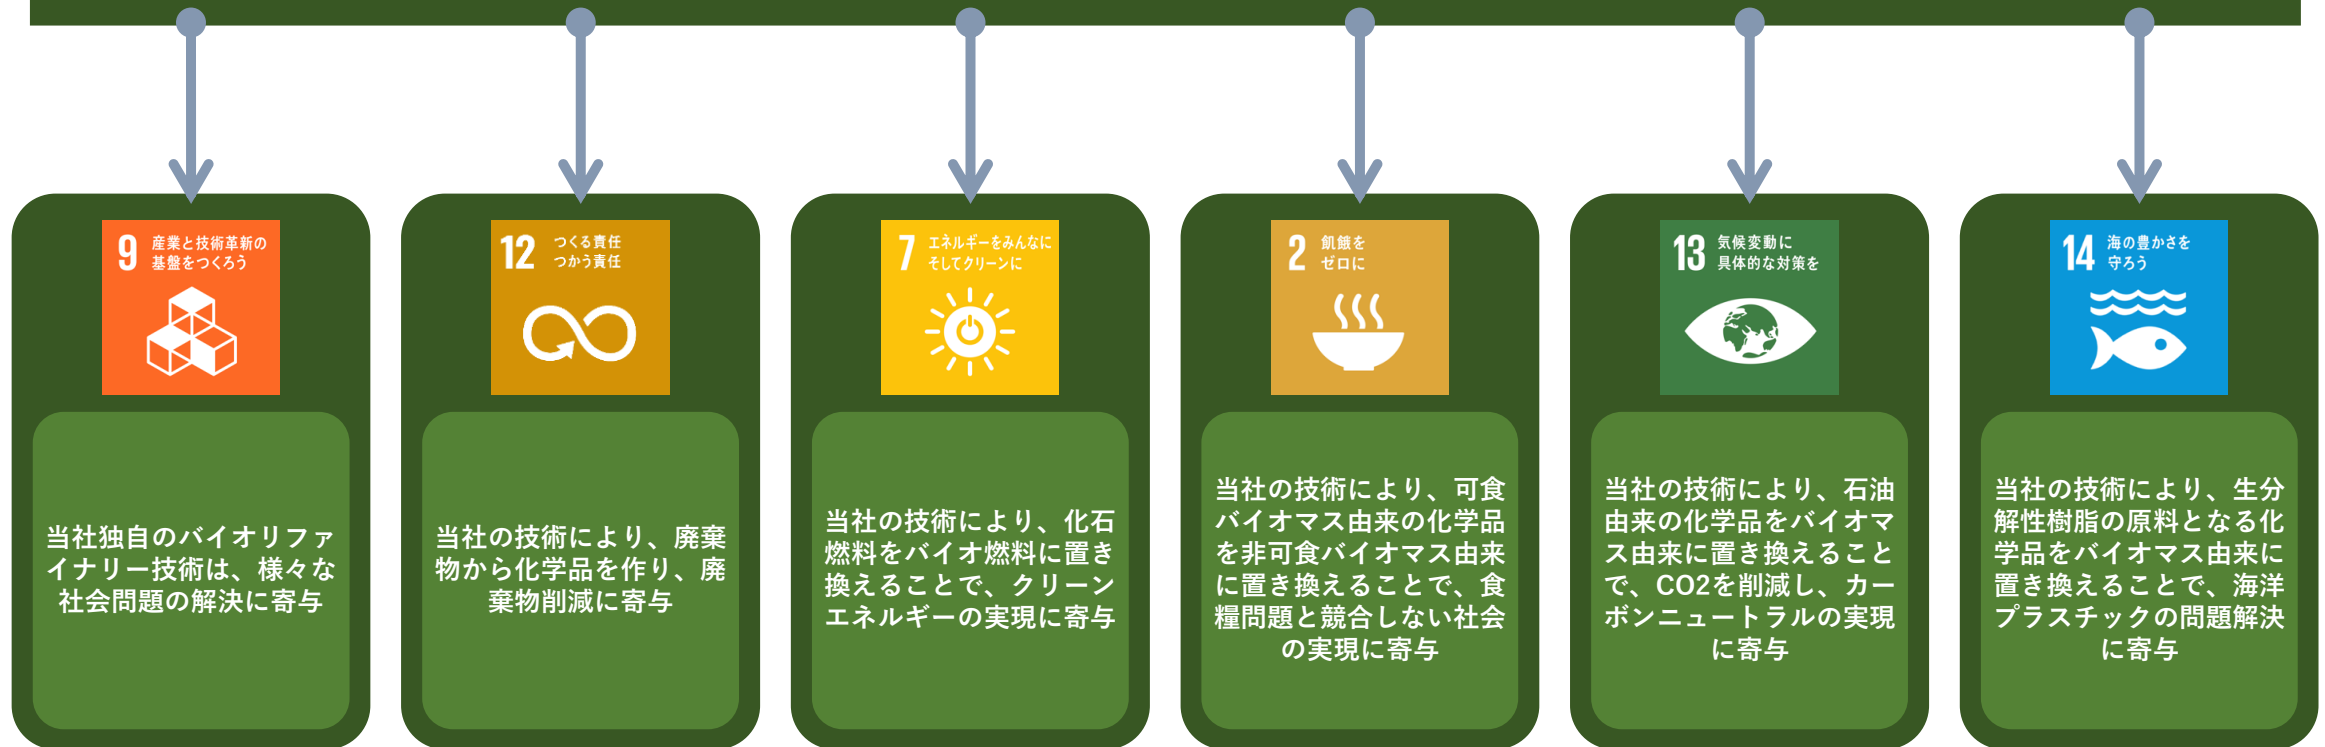 9
産業と技術革新の
基盤をつくろう
当社独自のバイオリファ
イナリー技術は、様々な
社会問題の解決に寄与
12
つくる責任
つかう責任
当社の技術により、廃棄
物から化学品を作り、廃
棄物削減に寄与
7
エネルギーをみんなに
そしてクリーンに
当社の技術により、化石
燃料をバイオ燃料に置き
換えることで、クリーン
エネルギーの実現に寄与
2
飢餓を
ゼロに
当社の技術により、可食
バイオマス由来の化学品
を非可食バイオマス由来
に置き換えることで、食
糧問題と競合しない社会
の実現に寄与
13
気候変動に
具体的な対策を
当社の技術により、石油
由来の化学品をバイオマ
ス由来に置き換えること
で、CO2を削減し、カー
ボンニュートラルの実現
に寄与
14
海の豊かさを
守ろう
当社の技術により、生分
解性樹脂の原料となる化
学品をバイオマス由来に
置き換えることで、海洋
プラスチックの問題解決
に寄与